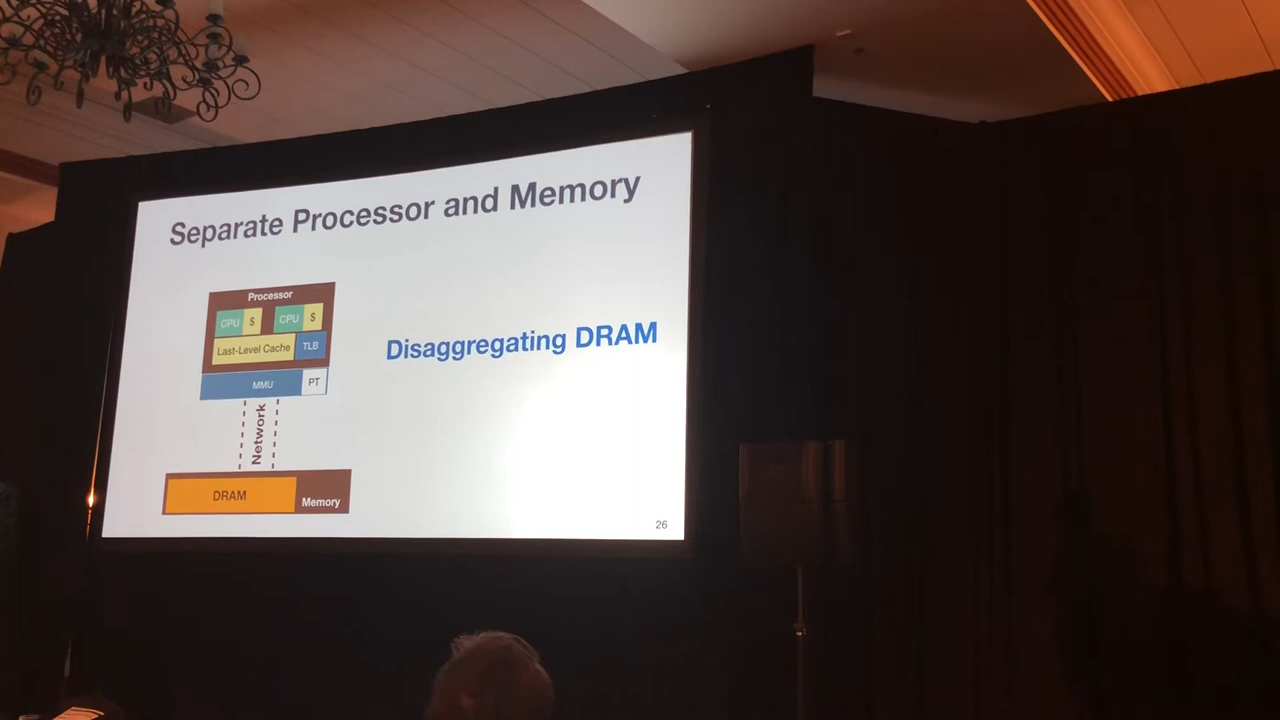 Separate Processor and Memory
Processor
CPU $ CPU $
Last-Level Cache TLB
MMU PT
Network
DRAM Memory
Disaggregating DRAM
26